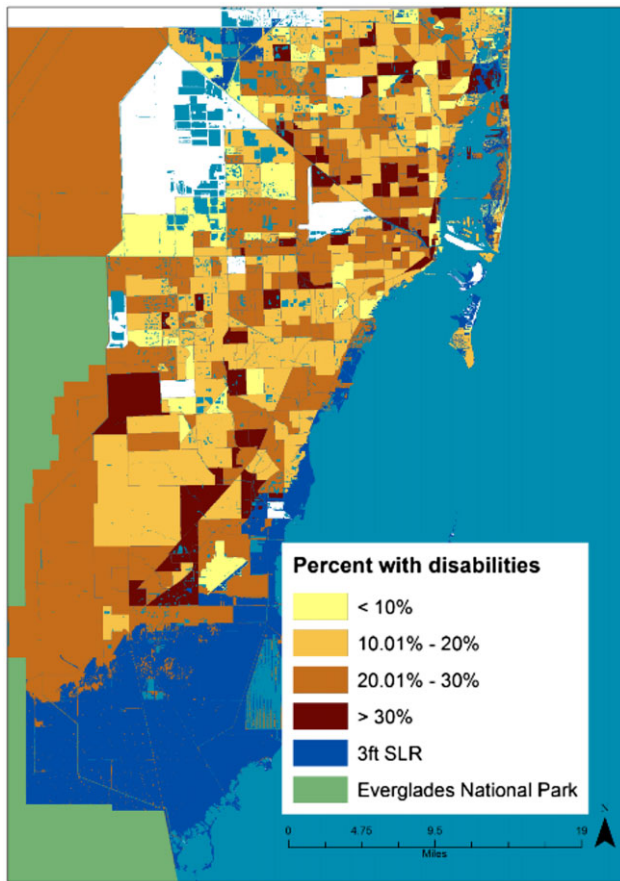 Percent with disabilities
< 10%
10.01% - 20%
20.01% - 30%
> 30%
3ft SLR
Everglades National Park
N
0 4.75 9.5 19
Miles